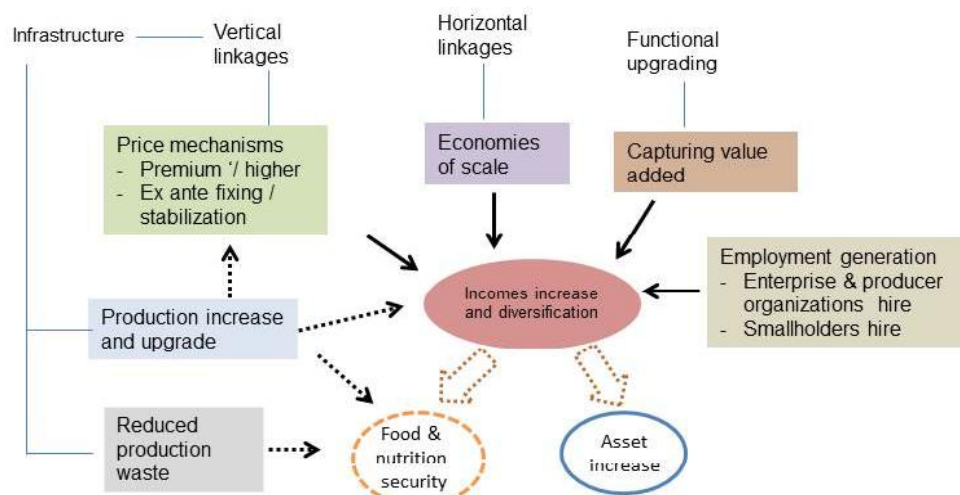 Infrastructure
Vertical
linkages
Horizontal
linkages
Functional
upgrading
Price mechanisms
- Premium ‘/ higher
- Ex ante fixing /
stabilization
Economies
of scale
Capturing value
added
Employment generation
- Enterprise & producer
organizations hire
- Smallholders hire
Incomes increase
and diversification
Production increase
and upgrade
Reduced
production
waste
Food &
nutrition
security
Asset
increase